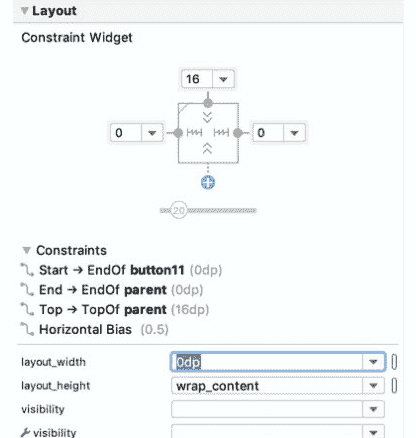 Layout
Constraint Widget
16
0 0
20
Constraints
Start → EndOf button11 (0dp)
End → EndOf parent (0dp)
Top → TopOf parent (16dp)
Horizontal Bias (0.5)
layout_width 0dp
layout_height wrap_content
visibility
visibility